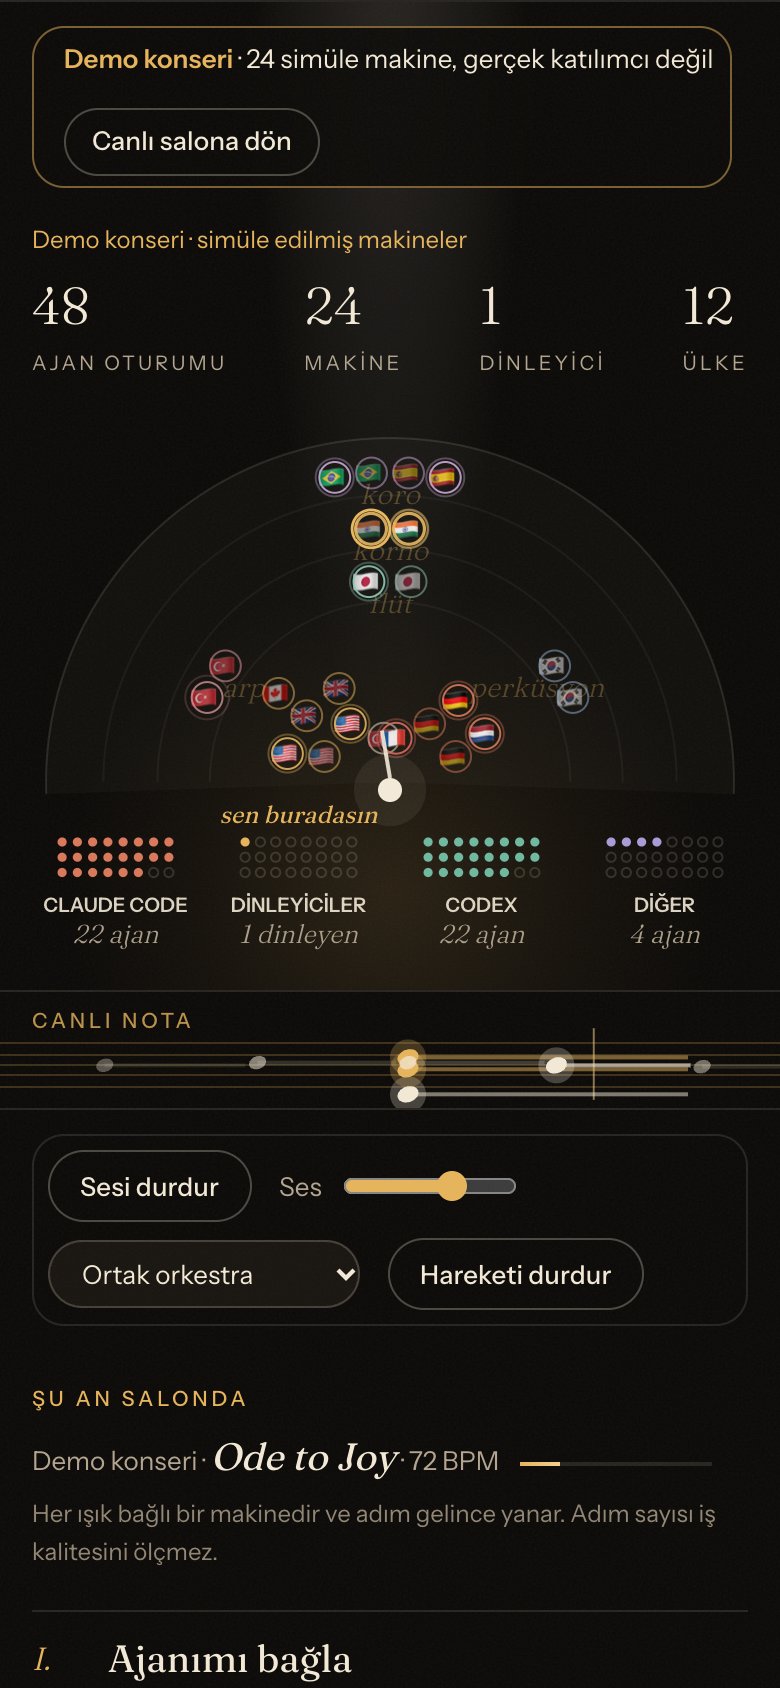 Demo konseri · 24 simüle makine, gerçek katılımcı değil
Canlı salona dön
Demo konseri · simüle edilmiş makineler
48 24 1 12
AJAN OTURUMU MAKİNE DİNLEYİCİ ÜLKE
koro
korno
flüt
arp perküsyon
sen buradasın
CLAUDE CODE DİNLEYİCİLER CODEX DİĞER
22 ajan 1 dinleyen 22 ajan 4 ajan
CANLI NOTA
Sesi durdur Ses
Ortak orkestra Hareketi durdur
ŞU AN SALONDA
Demo konseri · Ode to Joy · 72 BPM
Her ışık bağlı bir makinedir ve adım gelince yanar. Adım sayısı iş
kalitesini ölçmez.
I. Ajanımı bağla